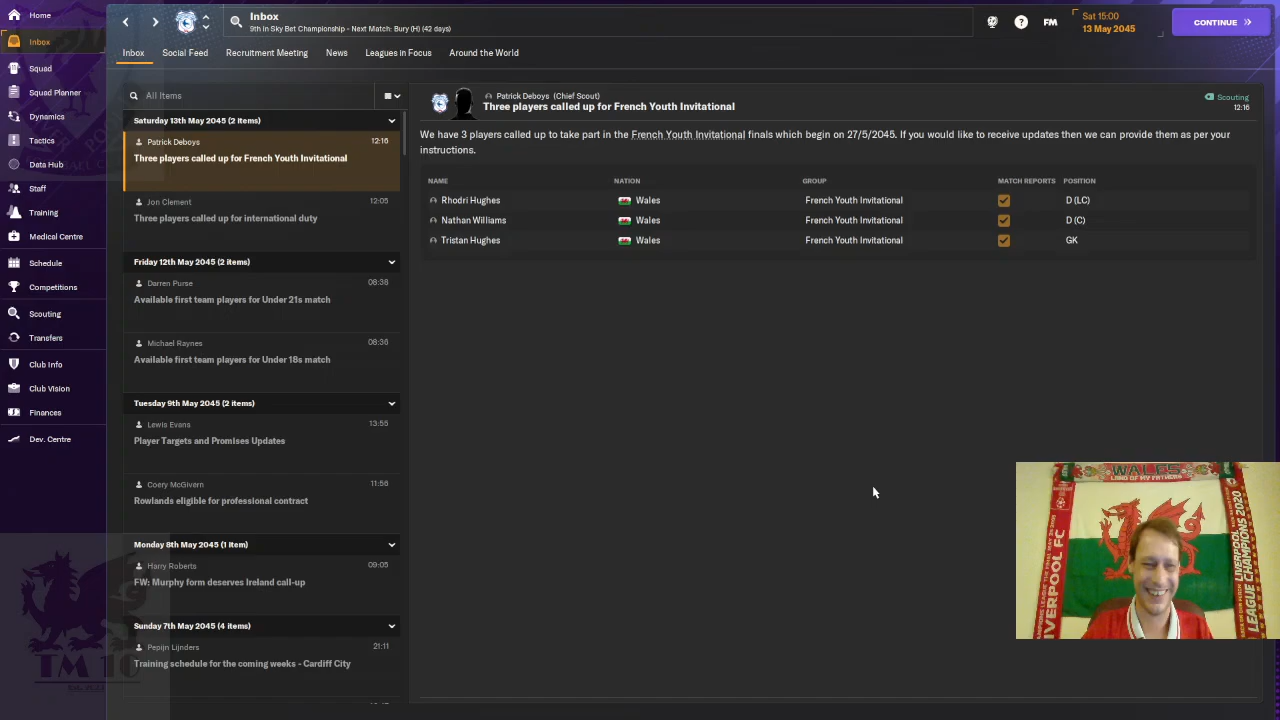 Home
Inbox
Squad
Squad Planner
Dynamics
Tactics
Data Hub
Staff
Training
Medical Centre
Schedule
Competitions
Scouting
Transfers
Club Info
Club Vision
Finances
Dev. Centre
TM 10
Inbox
9th in Sky Bet Championship - Next Match: Bury (H) (42 days)
FM
Sat 15:00
13 May 2045
CONTINUE
Inbox Social Feed Recruitment Meeting News Leagues in Focus Around the World
All Items
Saturday 13th May 2045 (2 items)
Patrick Deboys 12:16
Three players called up for French Youth Invitational
Jon Clement 12:05
Three players called up for international duty
Friday 12th May 2045 (2 items)
Darren Purse 08:36
Available first team players for Under 21s match
Michael Raynes 08:36
Available first team players for Under 18s match
Tuesday 9th May 2045 (2 items)
Lewis Evans 13:55
Player Targets and Promises Updates
Coery McGivern 11:56
Rowlands eligible for professional contract
Monday 8th May 2045 (1 item)
Harry Roberts 09:05
FW: Murphy form deserves Ireland call-up
Sunday 7th May 2045 (4 items)
Pepijn Lijnders 21:11
Training schedule for the coming weeks - Cardiff City
Patrick Deboys (Chief Scout)
Three players called up for French Youth Invitational
Scouting
12:16
We have 3 players called up to take part in the French Youth Invitational finals which begin on 27/5/2045. If you would like to receive updates then we can provide them as per your
instructions.
NAME NATION GROUP MATCH REPORTS POSITION
Rhodri Hughes Wales French Youth Invitational D (LC)
Nathan Williams Wales French Youth Invitational D (C)
Tristan Hughes Wales French Youth Invitational GK
WALES
LAND OF MY FATHERS
LIVERPOOL FC
LIVERPOOL
LEAGUE CHAMPIONS 2020